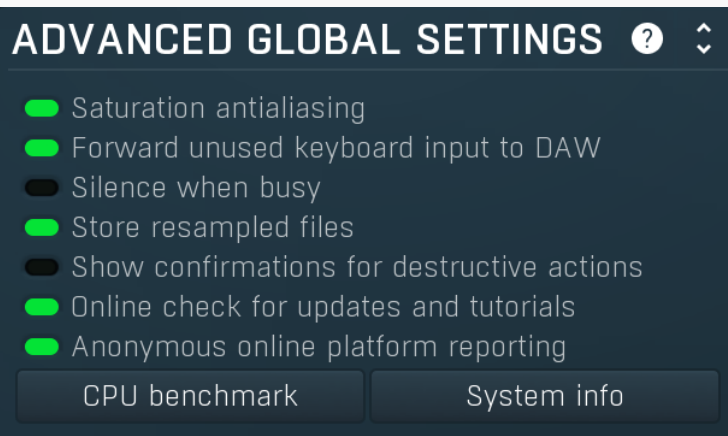 ADVANCED GLOBAL SETTINGS ?
Saturation antialiasing
Forward unused keyboard input to DAW
Silence when busy
Store resampled files
Show confirmations for destructive actions
Online check for updates and tutorials
Anonymous online platform reporting
CPU benchmark System info